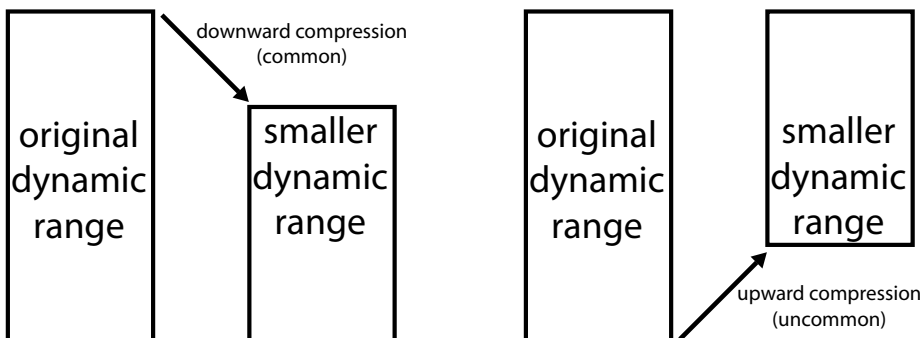 downward compression
(common)
original
dynamic
range
smaller
dynamic
range
original
dynamic
range
smaller
dynamic
range
upward compression
(uncommon)